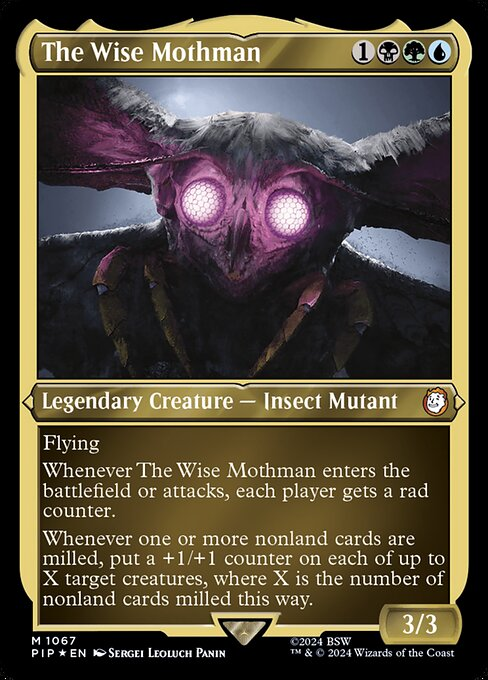 The Wise Mothman 1
Legendary Creature — Insect Mutant
Flying
Whenever The Wise Mothman enters the
battlefield or attacks, each player gets a rad
counter.
Whenever one or more nonland cards are
milled, put a +1/+1 counter on each of up to
X target creatures, where X is the number of
nonland cards milled this way.
3/3
M 1067
PIP★EN Sergei Leoluch Panin
©2024 BSW
™ & © 2024 Wizards of the Coast